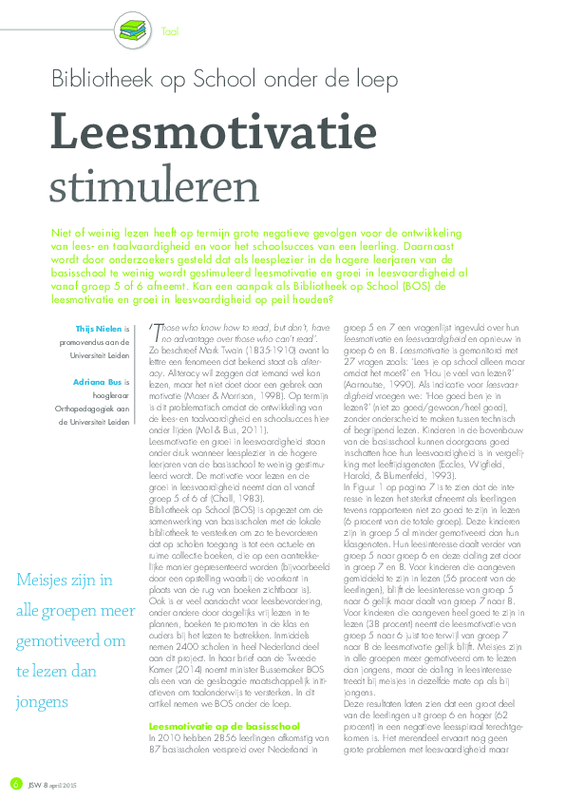 Taal
Bibliotheek op School onder de loep
Leesmotivatie
stimuleren
Niet of weinig lezen heeft op termijn grote negatieve gevolgen voor de ontwikkeling
van lees- en taalvaardigheid en voor het schoolsucces van een leerling. Daarnaast
wordt door onderzoekers gesteld dat als leesplezier in de hogere leerjaren van de
basisschool te weinig wordt gestimuleerd leesmotivatie en groei in leesvaardigheid al
vanaf groep 5 of 6 afneemt. Kan een aanpak als Bibliotheek op School (BOS) de
leesmotivatie en groei in leesvaardigheid op peil houden?
Thijs Nielen is
promovendus aan de
Universiteit Leiden
Adriana Bus is
hoogleraar
Orthopedagogiek aan
de Universiteit Leiden
Meisjes zijn in
alle groepen meer
gemotiveerd om
te lezen dan
jongens
'Those who know how to read, but don't, have
no advantage over those who can't read'.
Zo beschreef Mark Twain (1835-1910) avant la
lettre een fenomeen dat bekend staat als aliter-
acy. Aliteracy wil zeggen dat iemand wel kan
lezen, maar het niet doet door een gebrek aan
motivatie (Moser & Morrison, 1998). Op termijn
is dit problematisch omdat de ontwikkeling van
de lees- en taalvaardigheid en schoolsucces hier-
onder lijden (Mol & Bus, 2011).
Leesmotivatie en groei in leesvaardigheid staan
onder druk wanneer leesplezier in de hogere
leerjaren van de basisschool te weinig gestimu-
leerd wordt. De motivatie voor lezen en de
groei in leesvaardigheid neemt dan al vanaf
groep 5 of 6 af (Chall, 1983).
Bibliotheek op School (BOS) is opgezet om de
samenwerking van basisscholen met de lokale
bibliotheek te versterken om zo te bevorderen
dat op scholen toegang is tot een actuele en
ruime collectie boeken, die op een aantrekke-
lijke manier gepresenteerd worden (bijvoorbeeld
door een opstelling waarbij de voorkant in
plaats van de rug van boeken zichtbaar is).
Ook is er veel aandacht voor leesbevordering,
onder andere door dagelijks vrij lezen in te
plannen, boeken te promoten in de klas en
ouders bij het lezen te betrekken. Inmiddels
nemen 2400 scholen in heel Nederland deel
aan dit project. In haar brief aan de Tweede
Kamer (2014) noemt minister Bussemaker BOS
als een van de geslaagde maatschappelijk initi-
atieven om taalonderwijs te versterken. In dit
artikel nemen we BOS onder de loep.
Leesmotivatie op de basisschool
In 2010 hebben 2856 leerlingen afkomstig van
87 basisscholen verspreid over Nederland in
groep 5 en 7 een vragenlijst ingevuld over hun
leesmotivatie en leesvaardigheid en opnieuw in
groep 6 en 8. Leesmotivatie is gemonitord met
27 vragen zoals: 'Lees je op school alleen maar
omdat het moet?' en 'Hou je veel van lezen?'
(Aarnoutse, 1990). Als indicatie voor leesvaar-
digheid vroegen we: 'Hoe goed ben je in
lezen?' (niet zo goed/gewoon/heel goed),
zonder onderscheid te maken tussen technisch
of begrijpend lezen. Kinderen in de bovenbouw
van de basisschool kunnen doorgaans goed
inschatten hoe hun leesvaardigheid is in vergelij-
king met leeftijdgenoten (Eccles, Wigfield,
Harold, & Blumenfeld, 1993).
In Figuur 1 op pagina 7 is te zien dat de inte-
resse in lezen het sterkst afneemt als leerlingen
tevens rapporteren niet zo goed te zijn in lezen
(6 procent van de totale groep). Deze kinderen
zijn in groep 5 al minder gemotiveerd dan hun
klasgenoten. Hun leesinteresse daalt verder van
groep 5 naar groep 6 en deze daling zet door
in groep 7 en 8. Voor kinderen die aangeven
gemiddeld te zijn in lezen (56 procent van de
leerlingen), blijft de leesinteresse van groep 5
naar 6 gelijk maar daalt van groep 7 naar 8.
Voor kinderen die aangeven heel goed te zijn in
lezen (38 procent) neemt de leesmotivatie van
groep 5 naar 6 juist toe terwijl van groep 7
naar 8 de leesmotivatie gelijk blijft. Meisjes zijn
in alle groepen meer gemotiveerd om te lezen
dan jongens, maar de daling in leesinteresse
treedt bij meisjes in dezelfde mate op als bij
jongens.
Deze resultaten laten zien dat een groot deel
van de leerlingen uit groep 6 en hoger (62
procent) in een negatieve leesspiraal terechtge-
komen is. Het merendeel ervaart nog geen
grote problemen met leesvaardigheid maar
6 JSW 8 april 2015